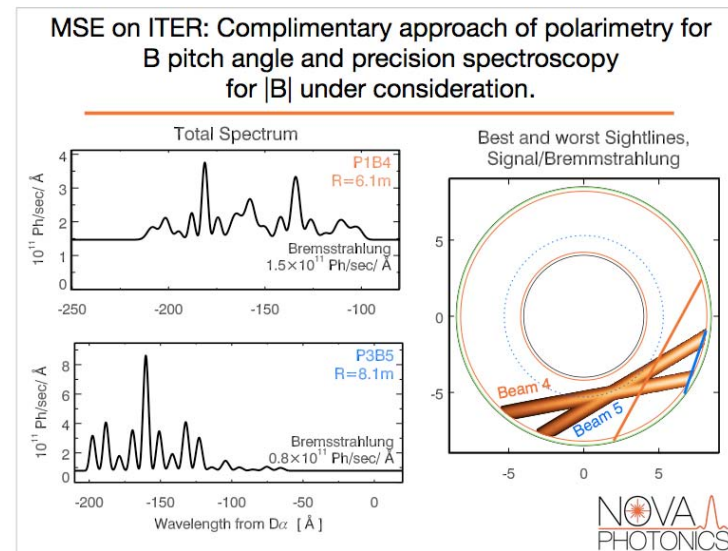 MSE on ITER: Complimentary approach of polarimetry for
B pitch angle and precision spectroscopy
for |B| under consideration.
Total Spectrum
10¹¹ Ph/sec/ Å
4
3
2
1
0
P1B4
R=6.1m
Bremsstrahlung
1.5×10¹¹ Ph/sec/ Å
-250
-200
-150
-100
10¹¹ Ph/sec/ Å
8
6
4
2
0
P3B5
R=8.1m
Bremsstrahlung
0.8×10¹¹ Ph/sec/ Å
-200
-150
-100
-50
0
Wavelength from Dα [ Å ]
Best and worst Sightlines,
Signal/Bremmstrahlung
5
0
-5
Beam 4
Beam 5
-5
0
5
NOVA
PHOTONICS